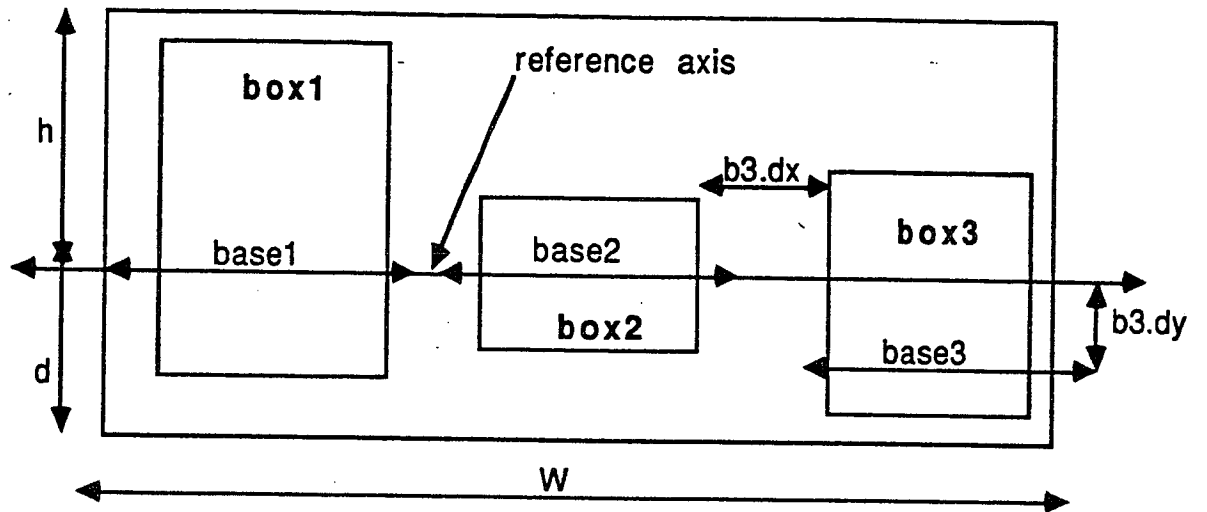 reference axis
box1
h
b3.dx
box3
base1
base2
b3.dy
box2
base3
d
W